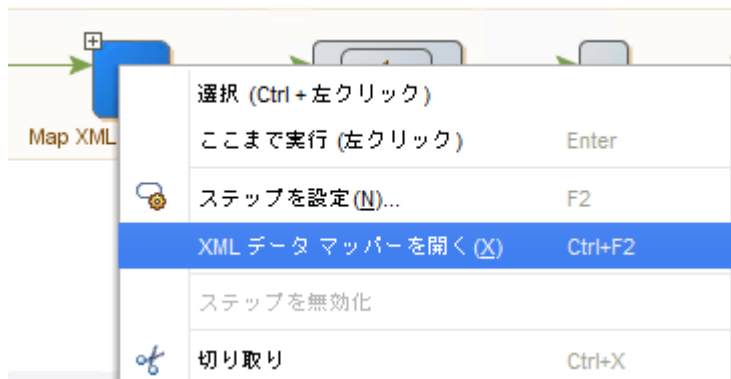 Map XML
選択 (Ctrl + 左クリック)
ここまで実行 (左クリック) Enter
ステップを設定(N)... F2
XML データ マッパーを開く(X) Ctrl+F2
ステップを無効化
切り取り Ctrl+X